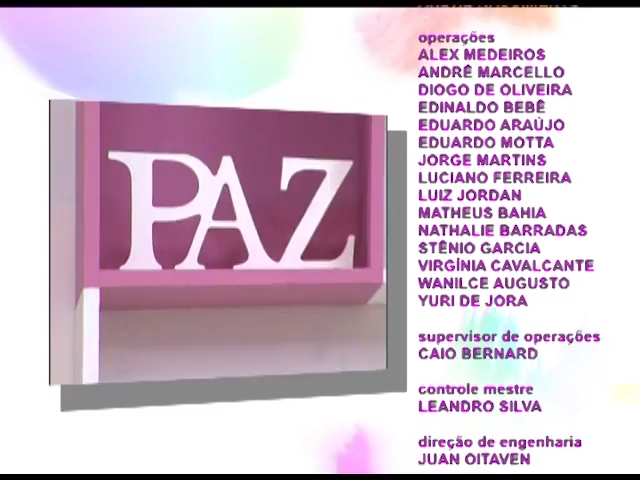 PAZ
operações
ALEX MEDEIROS
ANDRÊ MARCELLO
DIOGO DE OLIVEIRA
EDINALDO BEBÊ
EDUARDO ARAÚJO
EDUARDO MOTTA
JORGE MARTINS
LUCIANO FERREIRA
LUIZ JORDAN
MATHEUS BAHIA
NATHALIE BARRADAS
STÊNIO GARCIA
VIRGÍNIA CAVALCANTE
WANILCE AUGUSTO
YURI DE JORA
supervisor de operações
CAIO BERNARD
controle mestre
LEANDRO SILVA
direção de engenharia
JUAN OITAVEN